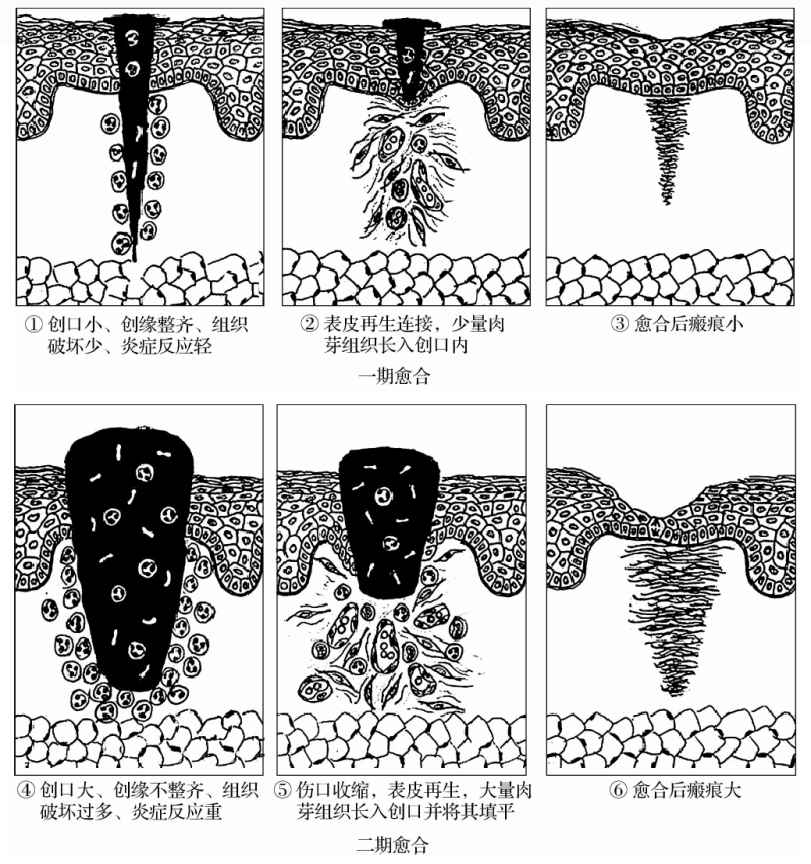 ① 创口小、创缘整齐、组织
破坏少、炎症反应轻
② 表皮再生连接，少量肉
芽组织长入创口内
③ 愈合后瘢痕小
一期愈合
④ 创口大、创缘不整齐、组织
破坏过多、炎症反应重
⑤ 伤口收缩，表皮再生，大量肉
芽组织长入创口并将其填平
⑥ 愈合后瘢痕大
二期愈合